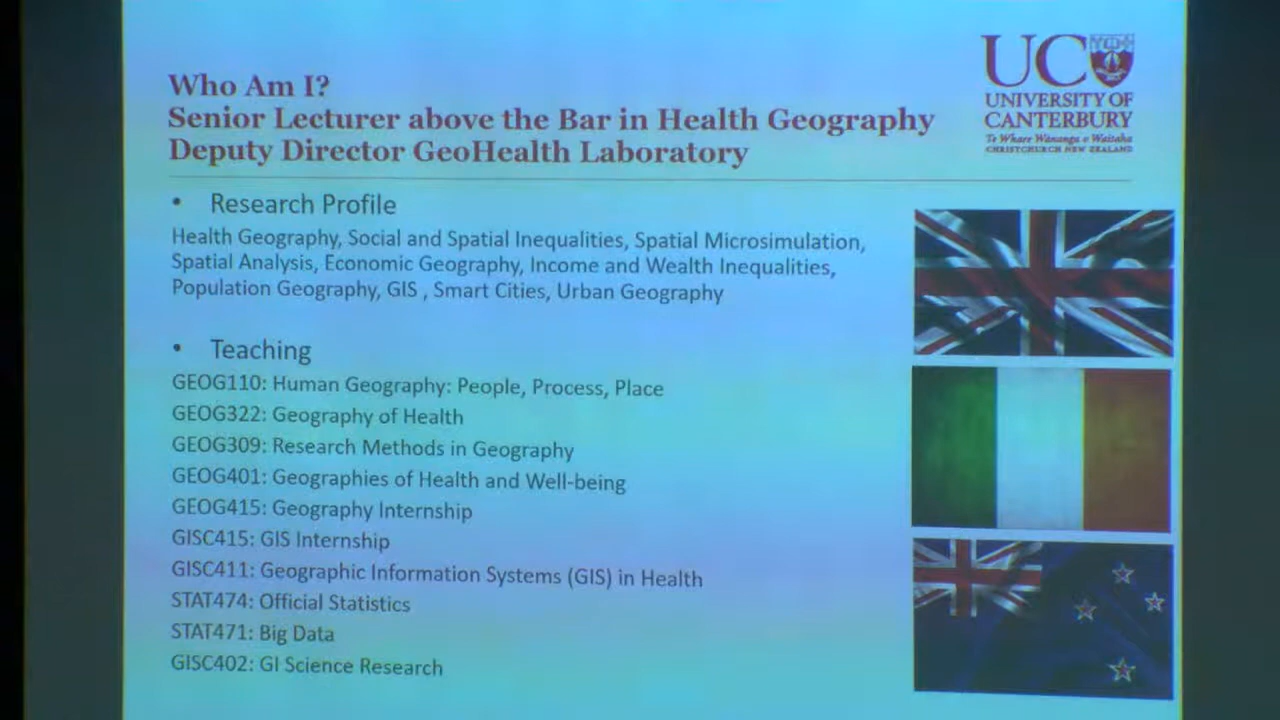 Who Am I?
Senior Lecturer above the Bar in Health Geography
Deputy Director GeoHealth Laboratory
UC
UNIVERSITY OF
CANTERBURY
Te Whare Wānanga o Waitaha
CHRISTCHURCH NEW ZEALAND
• Research Profile
Health Geography, Social and Spatial Inequalities, Spatial Microsimulation,
Spatial Analysis, Economic Geography, Income and Wealth Inequalities,
Population Geography, GIS , Smart Cities, Urban Geography
• Teaching
GEOG110: Human Geography: People, Process, Place
GEOG322: Geography of Health
GEOG309: Research Methods in Geography
GEOG401: Geographies of Health and Well-being
GEOG415: Geography Internship
GISC415: GIS Internship
GISC411: Geographic Information Systems (GIS) in Health
STAT474: Official Statistics
STAT471: Big Data
GISC402: GI Science Research